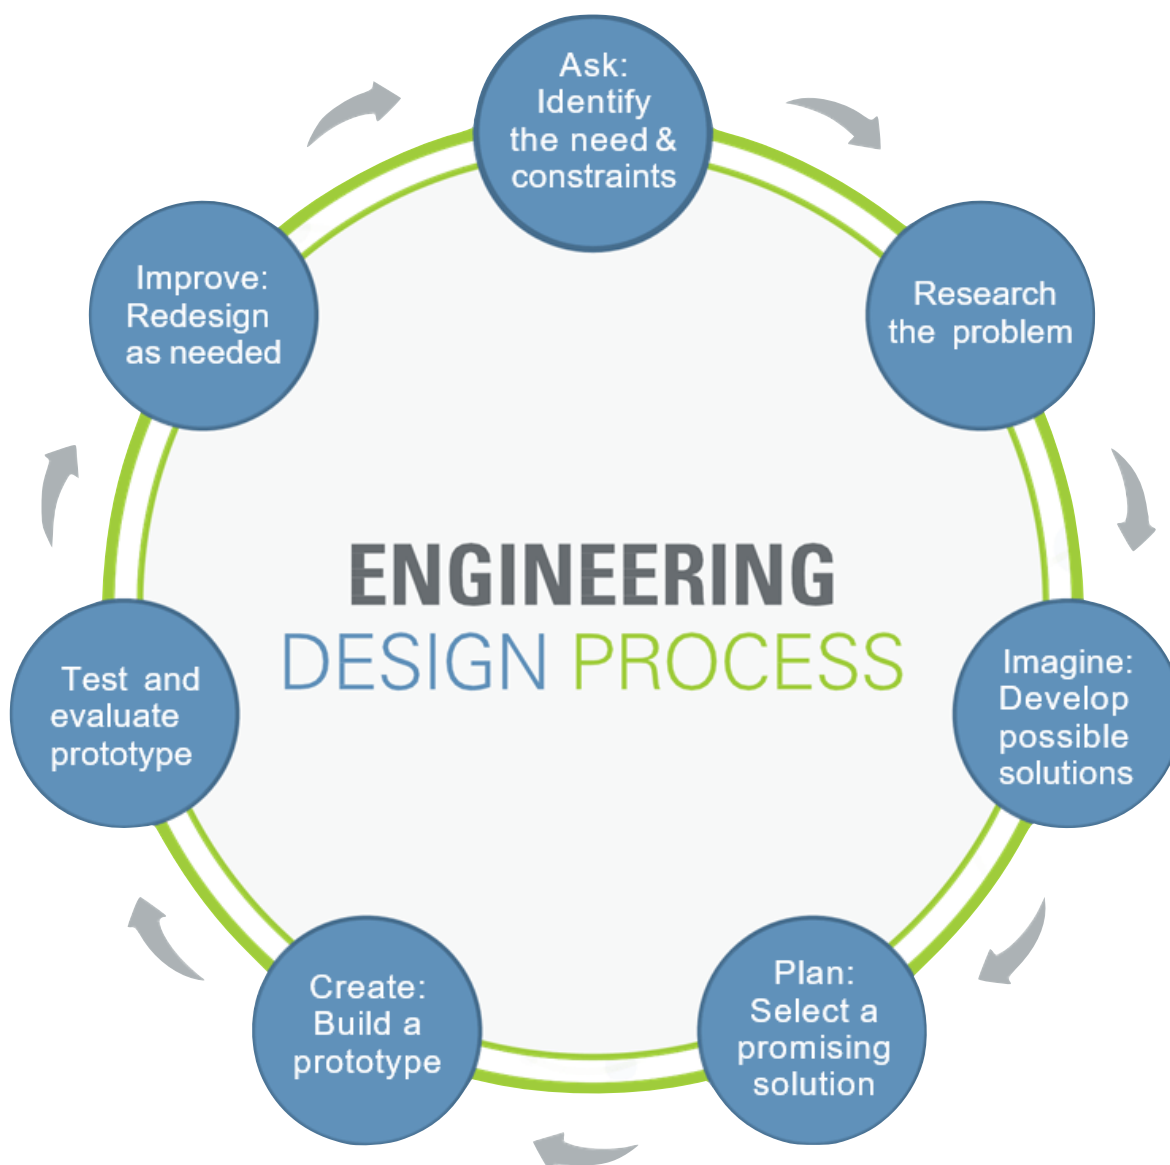 Ask:
Identify
the need &
constraints
Research
the problem
Imagine:
Develop
possible
solutions
Plan:
Select a
promising
solution
Create:
Build a
prototype
Test and
evaluate
prototype
Improve:
Redesign
as needed
ENGINEERING
DESIGN PROCESS